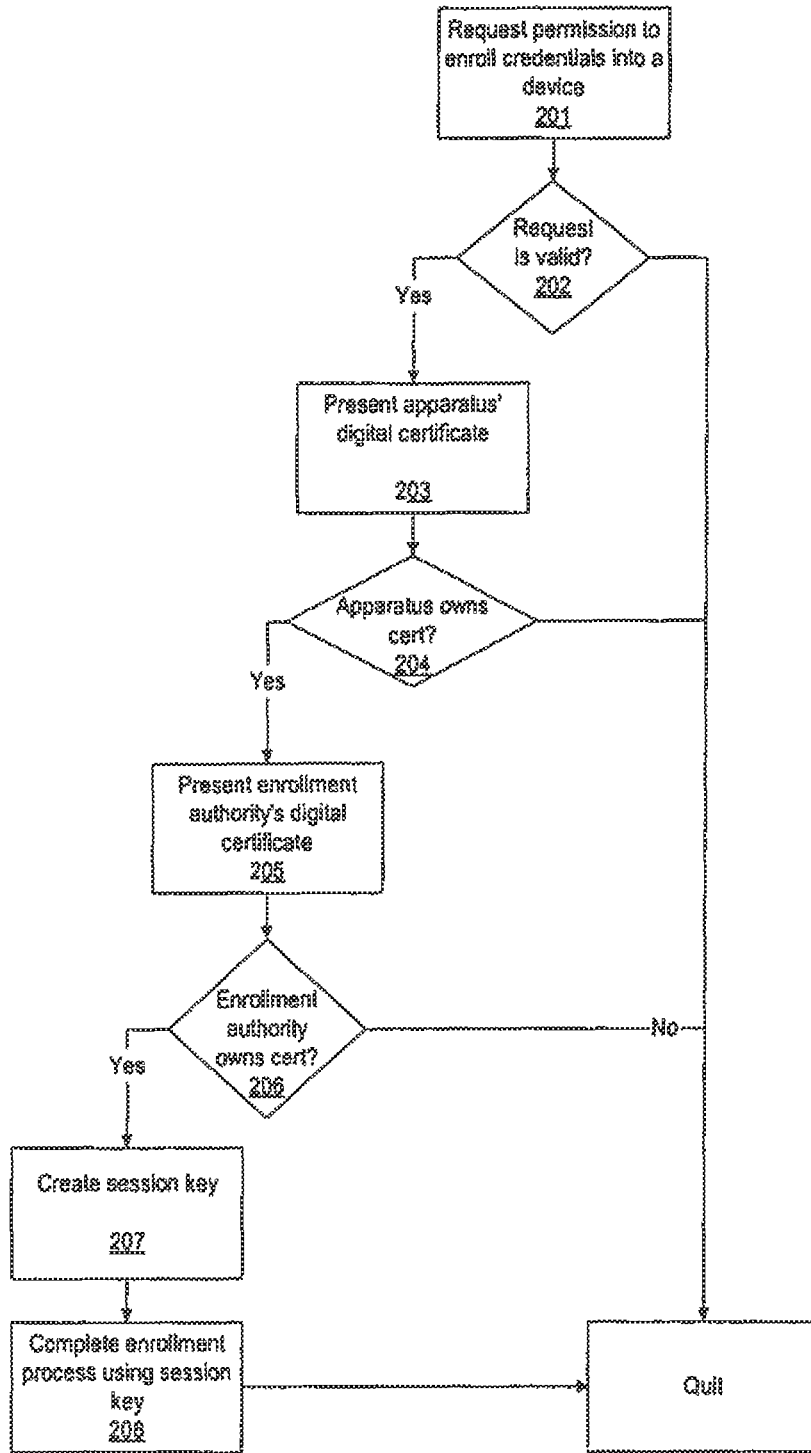 Request permission to
enroll credentials into a
device
201
Request
is valid?
202
Yes
Present apparatus'
digital certificate
203
Apparatus owns
cert?
204
Yes
Present enrollment
authority's digital
certificate
205
Enrollment
authority
owns cert?
206
No
Yes
Create session key
207
Complete enrollment
process using session
key
208
Quit